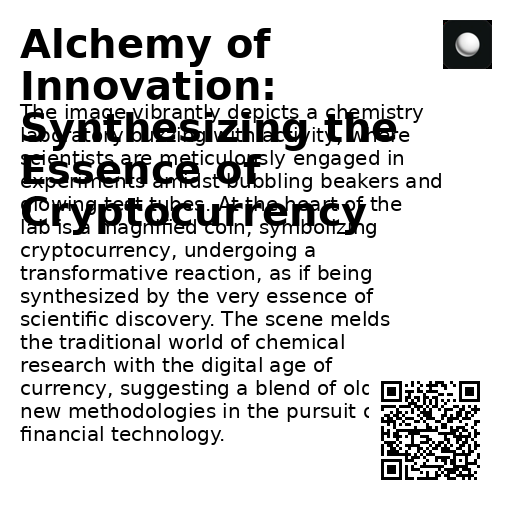 Alchemy of
Innovation:
Synthesizing the
Essence of
Cryptocurrency
The image vibrantly depicts a chemistry
laboratory buzzing with activity, where
scientists are meticulously engaged in
experiments amidst bubbling beakers and
glowing test tubes. At the heart of the
lab is a magnified coin, symbolizing
cryptocurrency, undergoing a
transformative reaction, as if being
synthesized by the very essence of
scientific discovery. The scene melds
the traditional world of chemical
research with the digital age of
currency, suggesting a blend of old
new methodologies in the pursuit
financial technology.